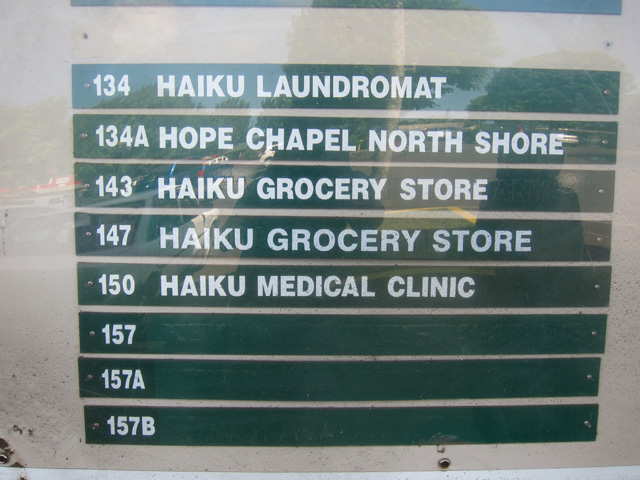 134 HAIKU LAUNDROMAT
134A HOPE CHAPEL NORTH SHORE
143 HAIKU GROCERY STORE
147 HAIKU GROCERY STORE
150 HAIKU MEDICAL CLINIC
157
157A
157B